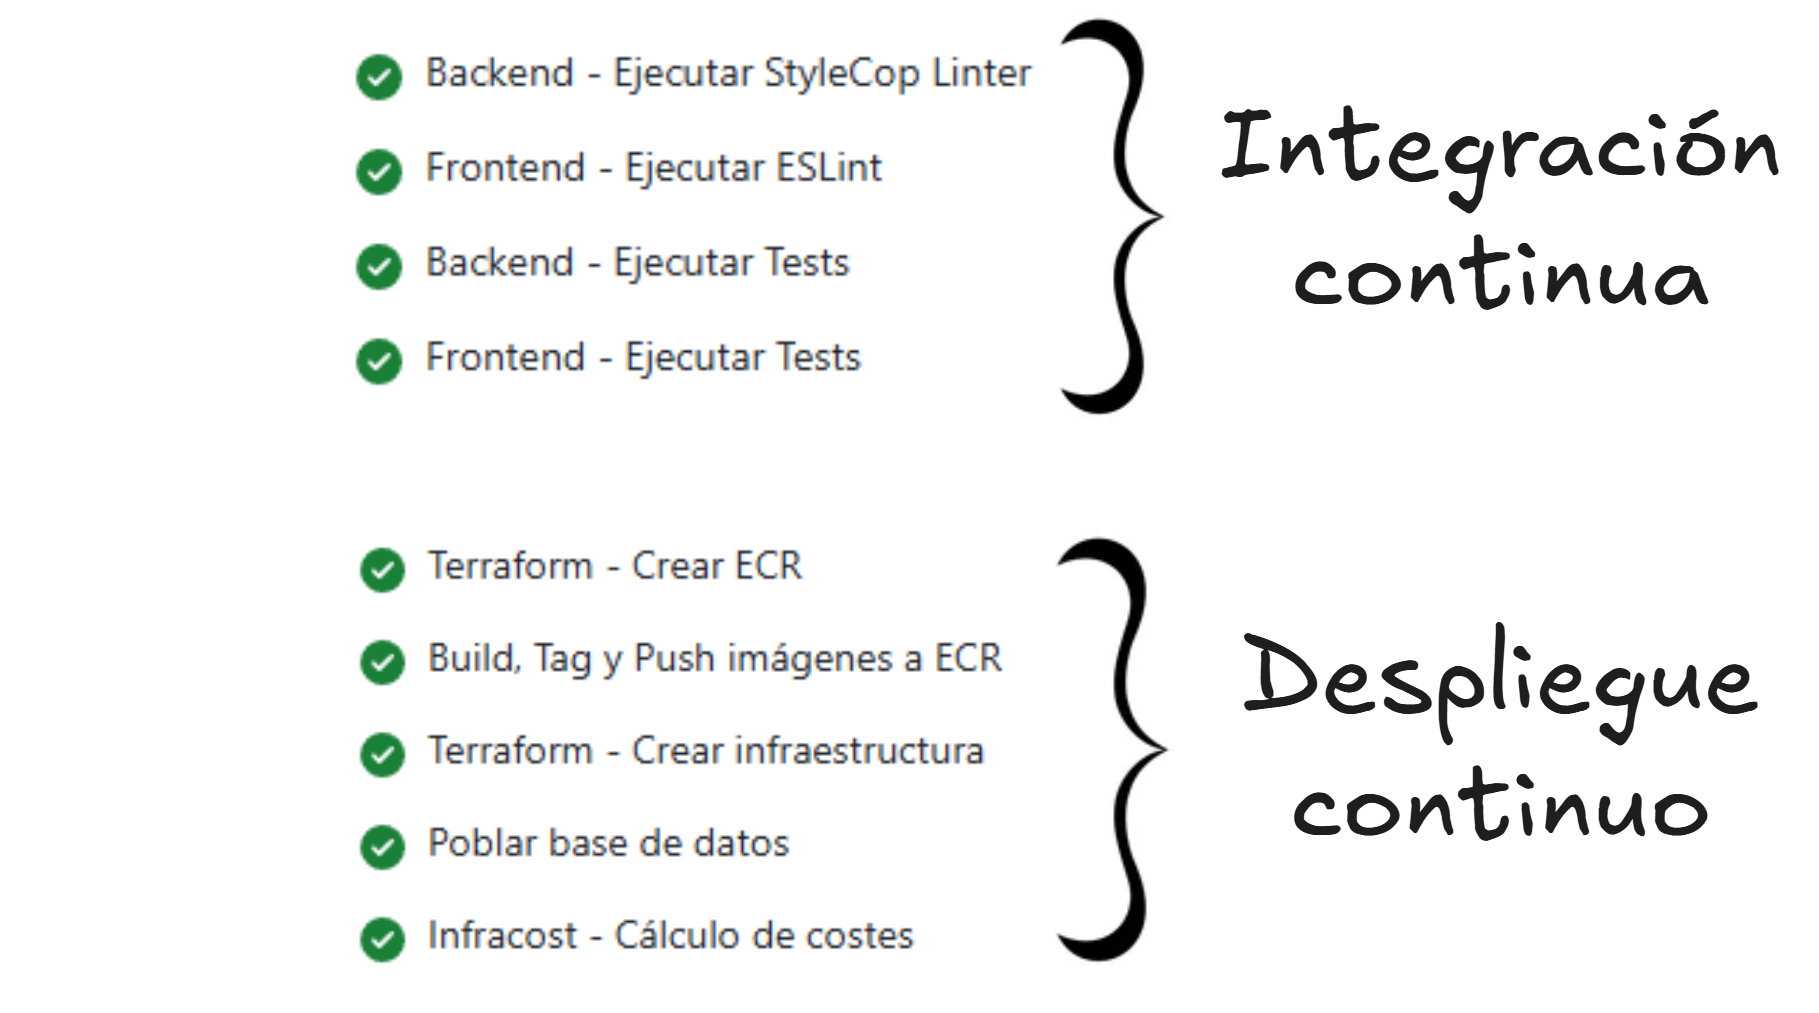 Backend - Ejecutar StyleCop Linter
Frontend - Ejecutar ESLint
Backend - Ejecutar Tests
Frontend - Ejecutar Tests
Integración
continua
Terraform - Crear ECR
Build, Tag y Push imágenes a ECR
Terraform - Crear infraestructura
Poblar base de datos
Infracost - Cálculo de costes
Despliegue
continuo